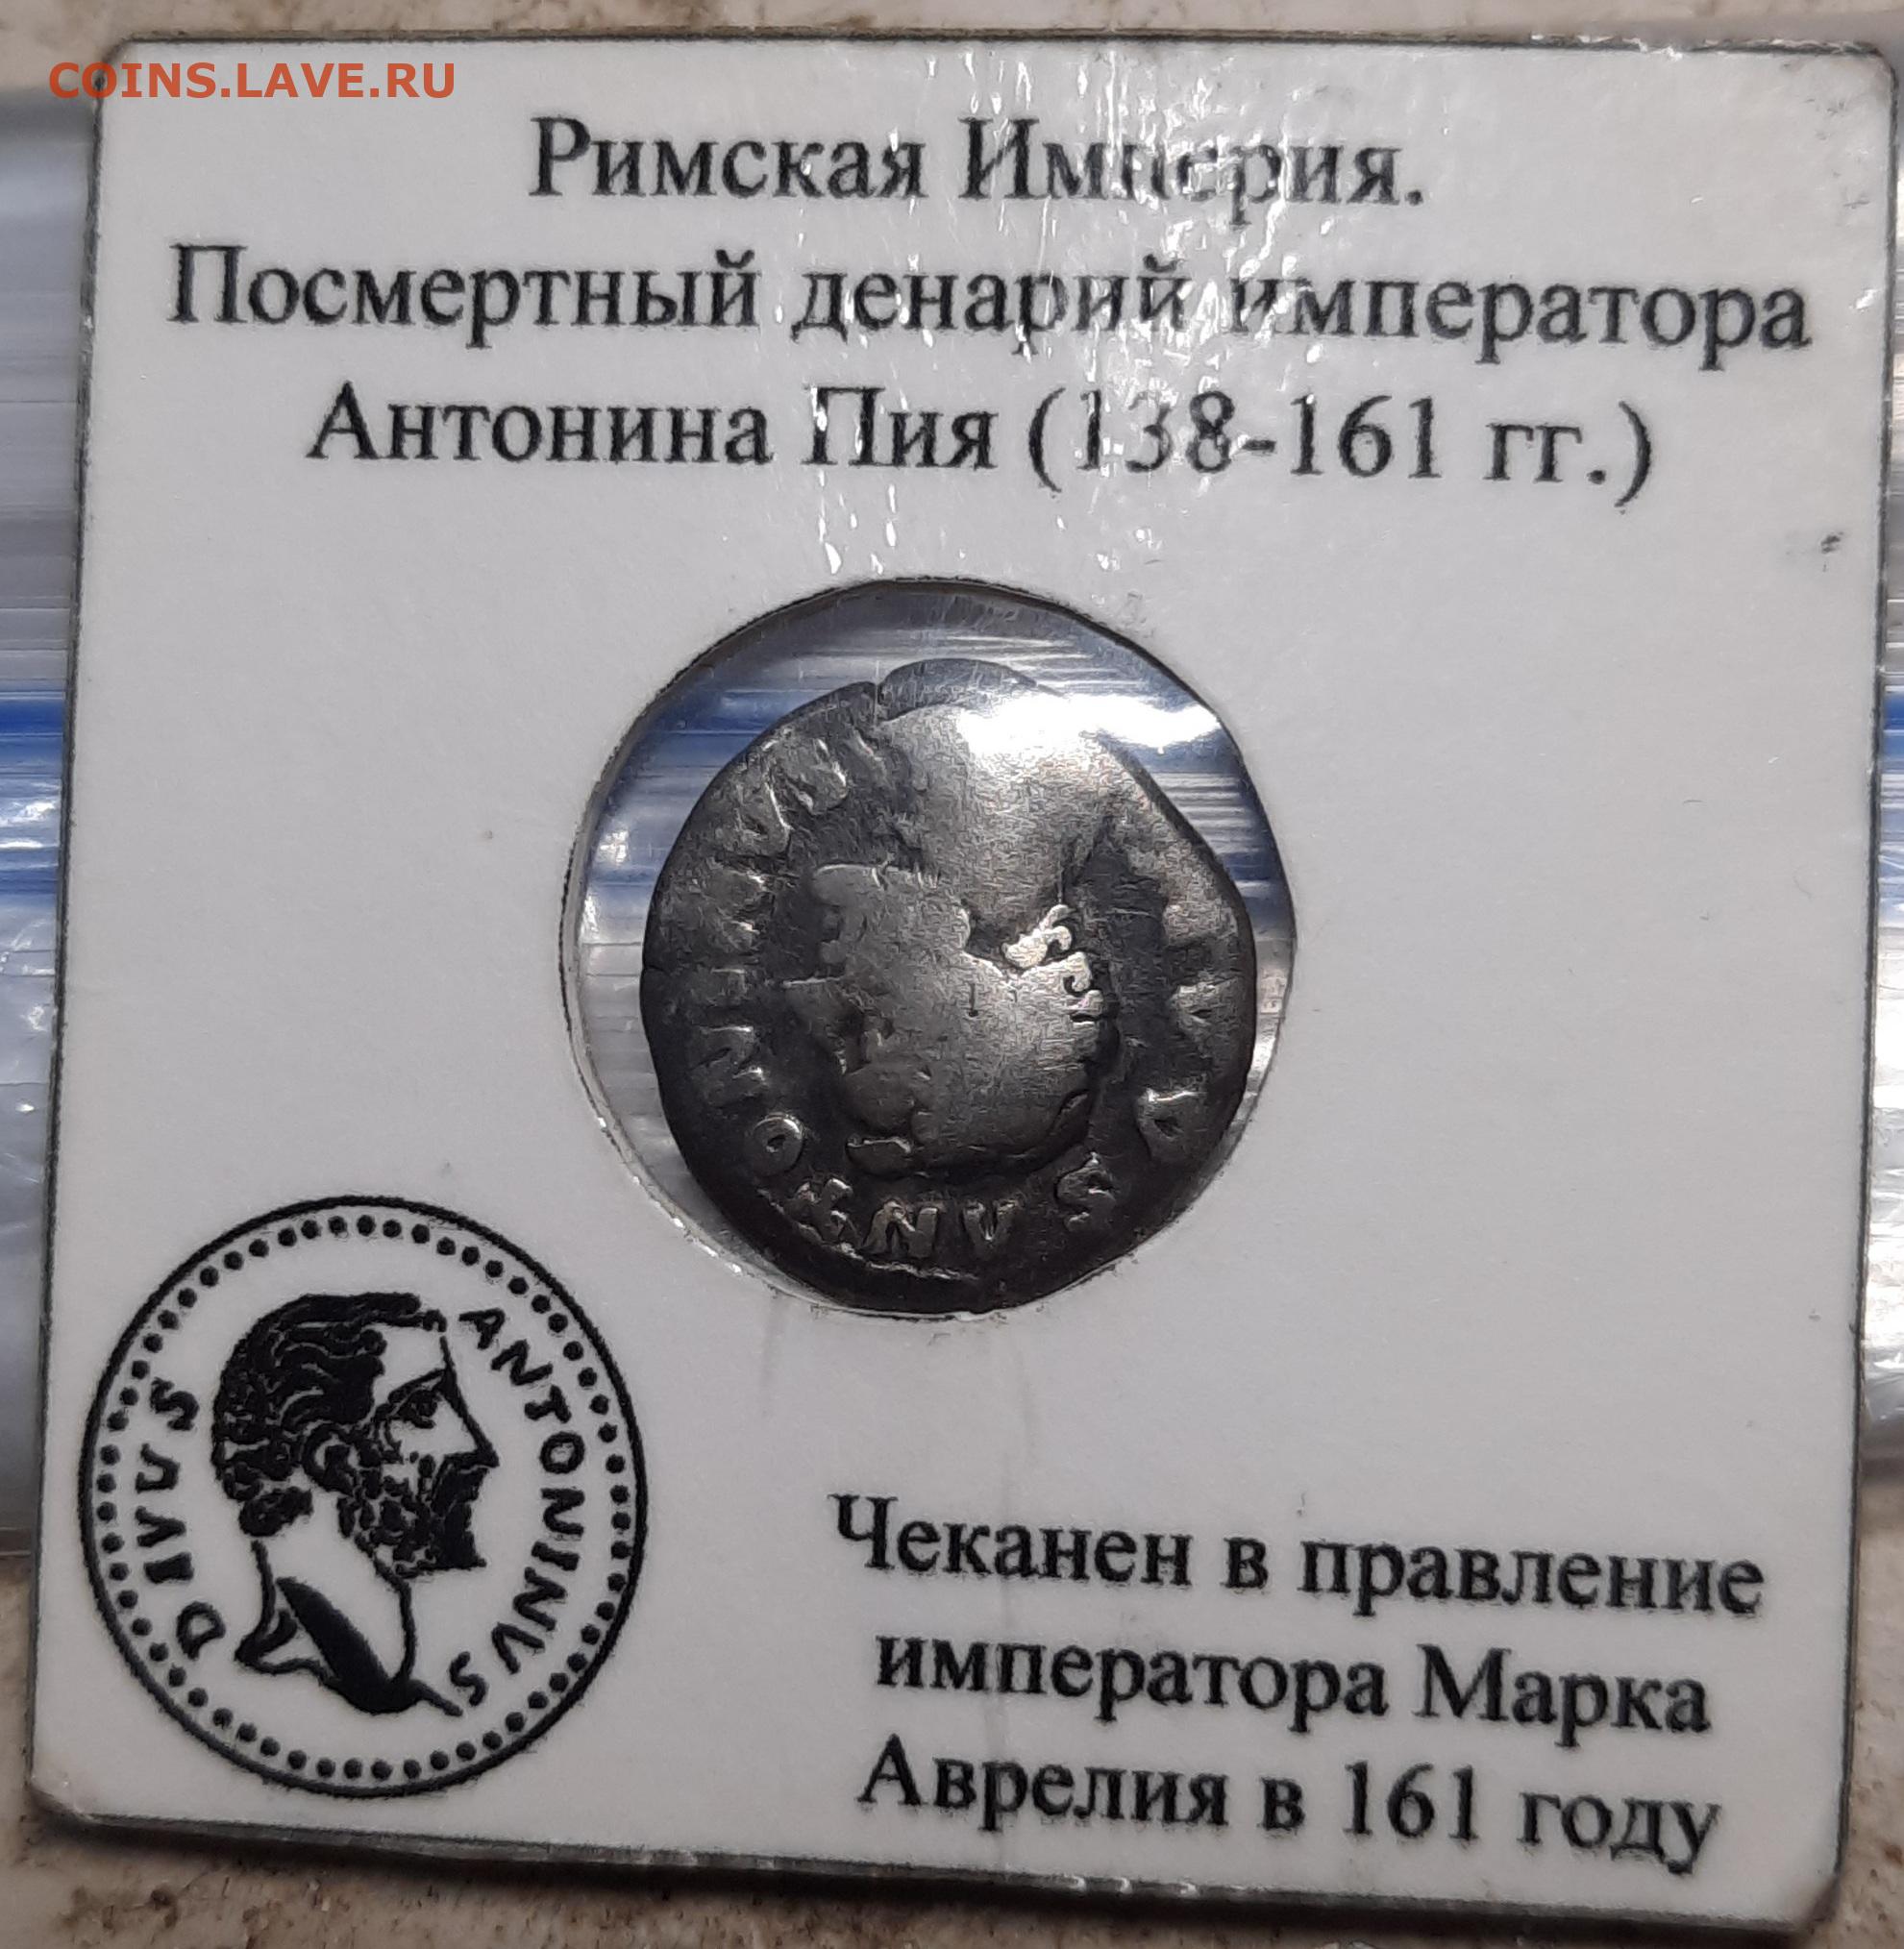 COINS.LAVE.RU
Римская Империя.
Посмертный денарий императора
Антонина Пия (138-161 гг.)
DIVVS ANTONINVS
Чеканен в правление
императора Марка
Аврелия в 161 году